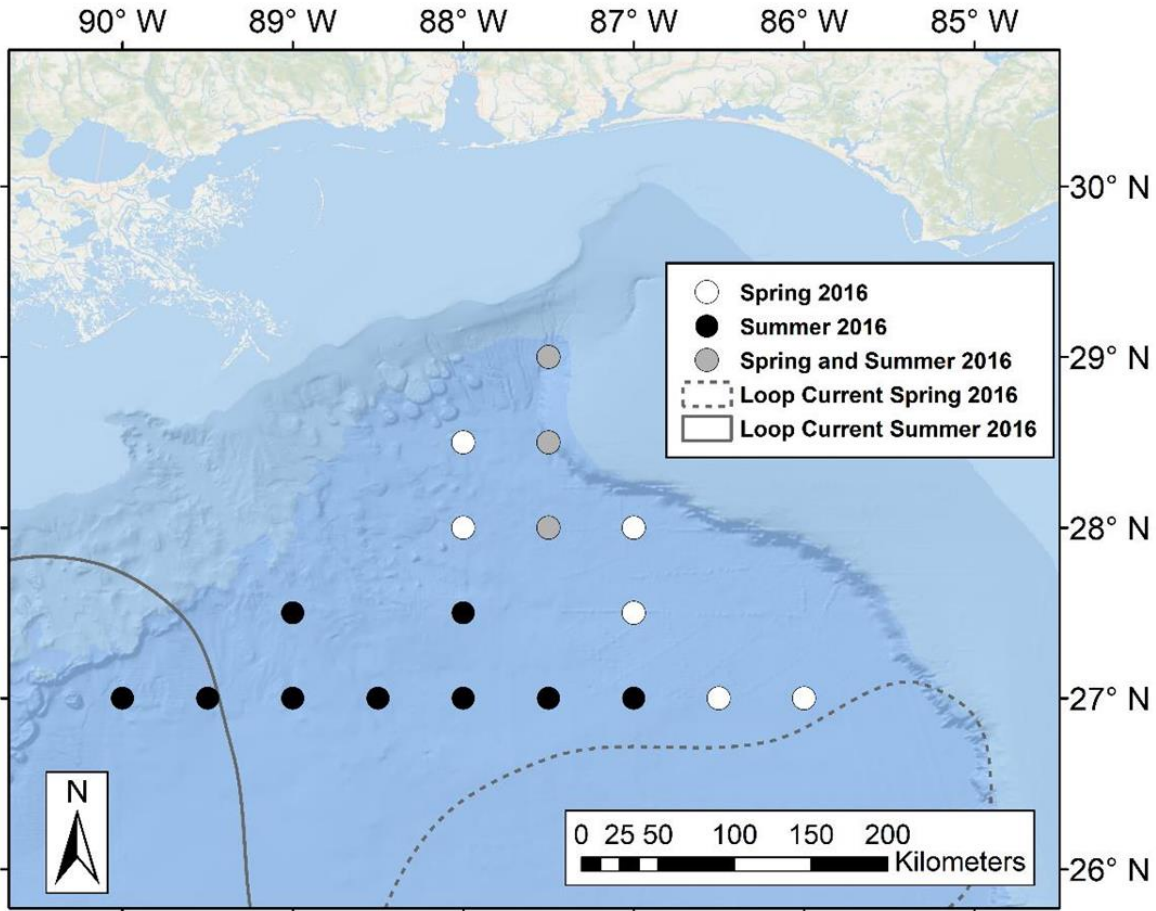 90° W 89° W 88° W 87° W 86° W 85° W
30° N
Spring 2016
Summer 2016
Spring and Summer 2016
Loop Current Spring 2016
Loop Current Summer 2016
29° N
28° N
27° N
N
0 25 50 100 150 200
Kilometers
26° N